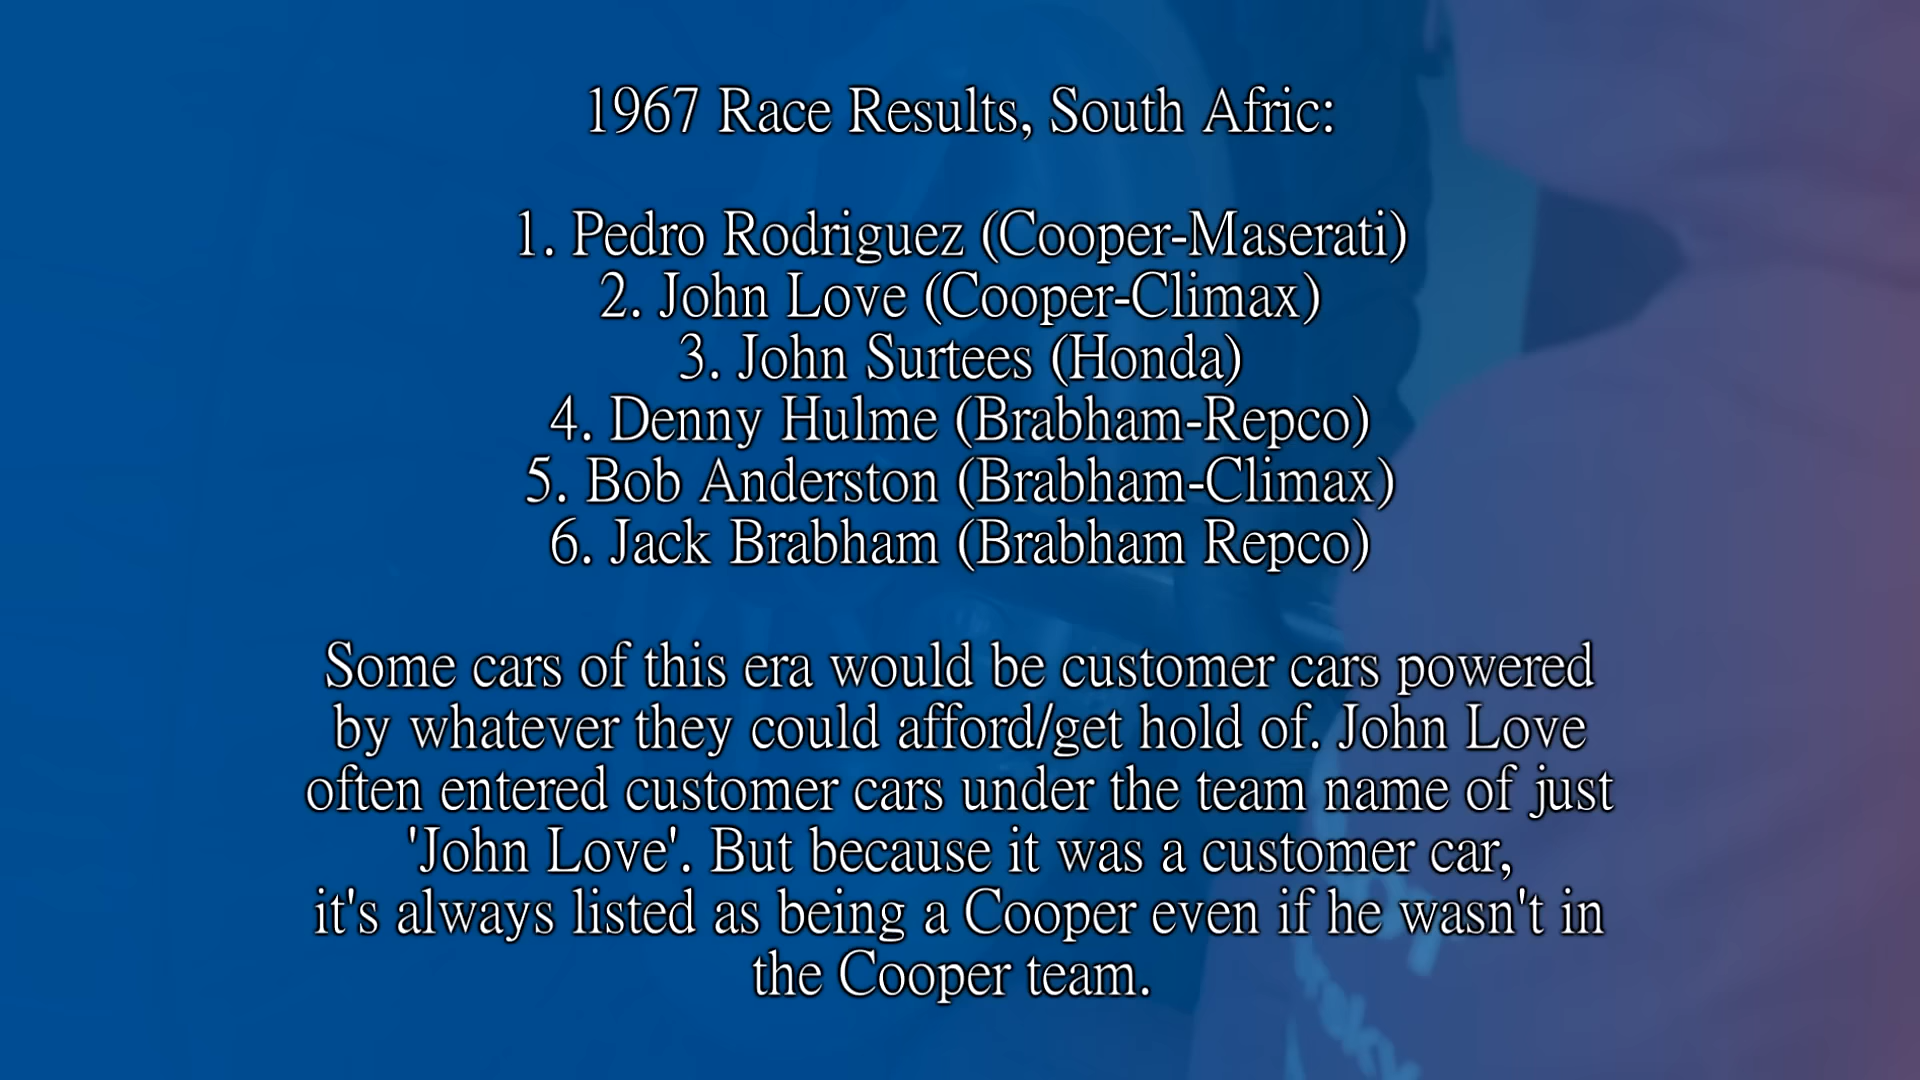 1967 Race Results, South Afric:
1. Pedro Rodriguez (Cooper-Maserati)
2. John Love (Cooper-Climax)
3. John Surtees (Honda)
4. Denny Hulme (Brabham-Repco)
5. Bob Anderston (Brabham-Climax)
6. Jack Brabham (Brabham Repco)
Some cars of this era would be customer cars powered
by whatever they could afford/get hold of. John Love
often entered customer cars under the team name of just
'John Love'. But because it was a customer car,
it's always listed as being a Cooper even if he wasn't in
the Cooper team.